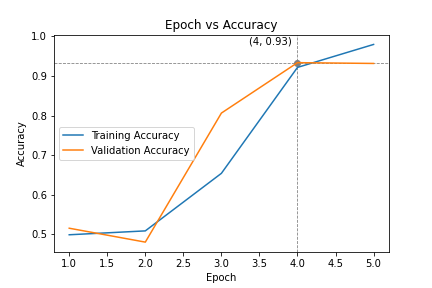 Epoch vs Accuracy
1.0
(4, 0.93)
0.9
0.8
Accuracy
Training Accuracy
Validation Accuracy
0.7
0.6
0.5
1.0 1.5 2.0 2.5 3.0 3.5 4.0 4.5 5.0
Epoch